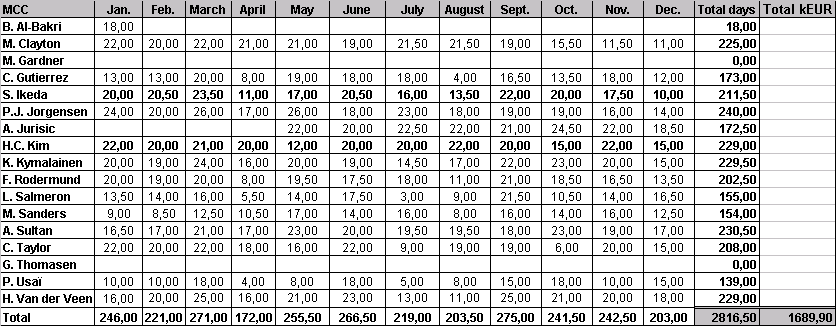 MCC Jan. Feb. March April May June July August Sept. Oct. Nov. Dec. Total days Total kEUR
B. Al-Bakri 18,00 18,00
M. Clayton 22,00 20,00 22,00 21,00 21,00 19,00 21,50 21,50 19,00 15,50 11,50 11,00 225,00
M. Gardner 0,00
C. Gutierrez 13,00 13,00 20,00 8,00 19,00 18,00 18,00 4,00 16,50 13,50 18,00 12,00 173,00
S. Ikeda 20,00 20,50 23,50 11,00 17,00 20,50 16,00 13,50 22,00 20,00 17,50 10,00 211,50
P.J. Jorgensen 24,00 20,00 26,00 17,00 26,00 18,00 23,00 18,00 19,00 19,00 16,00 14,00 240,00
A. Jurisic 22,00 20,00 22,50 22,00 21,00 24,50 22,00 18,50 172,50
H.C. Kim 22,00 20,00 21,00 20,00 12,00 20,00 20,00 22,00 20,00 15,00 22,00 15,00 229,00
K. Kymalainen 20,00 19,00 24,00 16,00 20,00 19,00 14,50 17,00 22,00 23,00 20,00 15,00 229,50
F. Rodermund 20,00 19,00 20,00 8,00 19,50 17,50 18,00 11,00 21,00 18,50 16,50 13,50 202,50
L. Salmeron 13,50 14,00 16,00 5,50 14,00 17,50 3,00 9,00 21,50 10,50 14,00 16,50 155,00
M. Sanders 9,00 8,50 12,50 10,50 17,00 14,00 16,00 8,00 16,00 14,00 16,00 12,50 154,00
A. Sultan 16,50 17,00 21,00 17,00 23,00 20,00 19,50 19,50 18,00 23,00 19,00 17,00 230,50
C. Taylor 22,00 20,00 22,00 18,00 16,00 22,00 9,00 19,00 19,00 6,00 20,00 15,00 208,00
G. Thomasen 0,00
P. Usaï 10,00 10,00 18,00 4,00 8,00 18,00 5,00 8,00 15,00 18,00 10,00 15,00 139,00
H. Van der Veen 16,00 20,00 25,00 16,00 21,00 23,00 13,00 11,00 25,00 21,00 20,00 18,00 229,00
Total 246,00 221,00 271,00 172,00 255,50 266,50 219,00 203,50 275,00 241,50 242,50 203,00 2816,50 1689,90